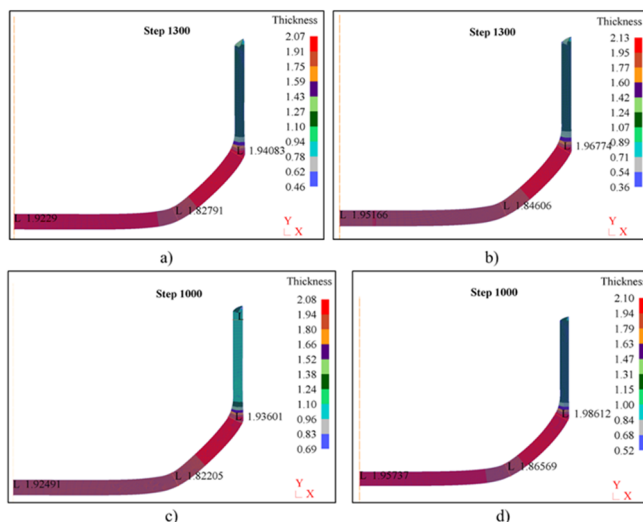 Step 1300
Thickness
2.07
1.91
1.75
1.59
1.43
1.27
1.10
0.94
0.78
0.62
0.46
L 1.94083
L 1.82791
L 1.9229
Y
X
a)
Step 1300
Thickness
2.13
1.95
1.77
1.60
1.42
1.24
1.07
0.89
0.71
0.54
0.36
L 1.96774
L 1.84606
L 1.95166
Y
X
b)
Step 1000
Thickness
2.08
1.94
1.80
1.66
1.52
1.38
1.24
1.10
0.96
0.83
0.69
L
L 1.93601
L 1.82205
L 1.92491
Y
X
c)
Step 1000
Thickness
2.10
1.94
1.79
1.63
1.47
1.31
1.15
1.00
0.84
0.68
0.52
L 1.98612
L 1.86569
L 1.95737
Y
X
d)